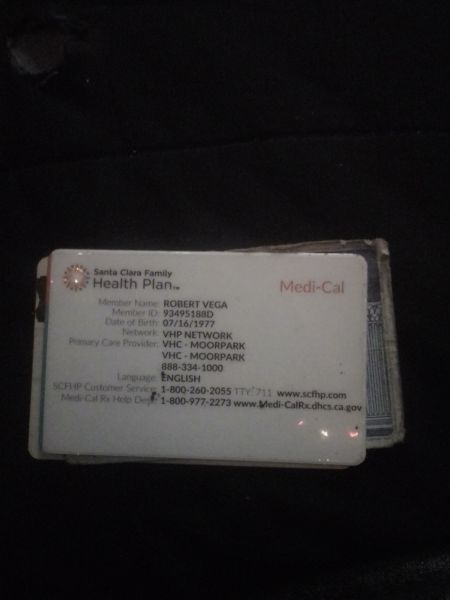 Santa Clara Family
Health Plan™
Medi-Cal
Member Name: ROBERT VEGA
Member ID: 93495188D
Date of Birth: 07/16/1977
Network: VHP NETWORK
Primary Care Provider: VHC - MOORPARK
VHC - MOORPARK
888-334-1000
Language: ENGLISH
SCFHP Customer Service: 1-800-260-2055 TTY: 711 www.scfhp.com
Medi-Cal Rx Help Desk: 1-800-977-2273 www.Medi-CalRx.dhcs.ca.gov